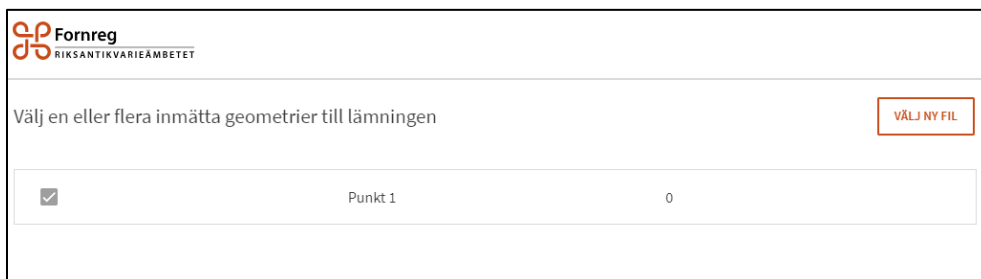 Fornreg
RIKSANTIKVARIEÄMBETET
Välj en eller flera inmätta geometrier till lämningen
VÄLJ NY FIL
Punkt 1 0